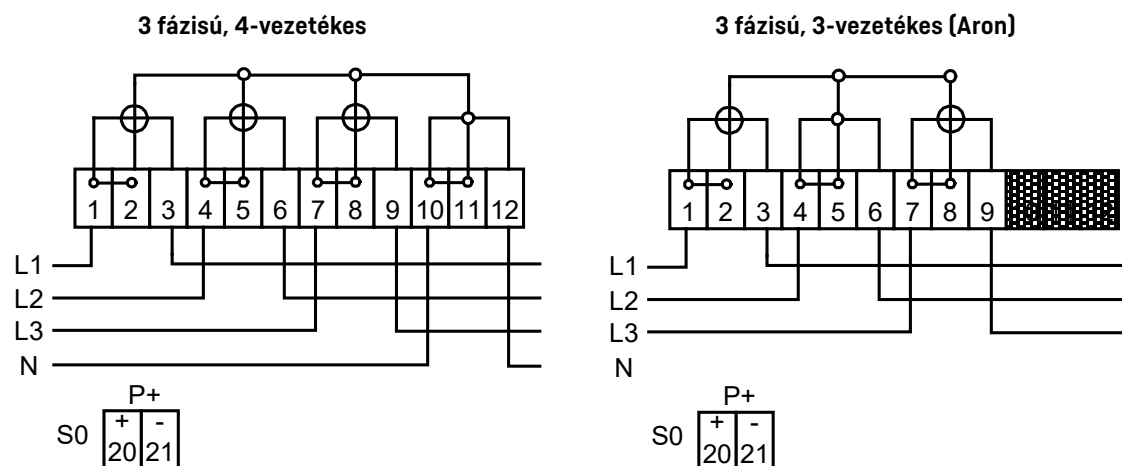 3 fázisú, 4-vezetékes
1 2 3 4 5 6 7 8 9 10 11 12
L1
L2
L3
N
P+
S0
+ -
20 21
3 fázisú, 3-vezetékes (Aron)
1 2 3 4 5 6 7 8 9
L1
L2
L3
N
P+
S0
+ -
20 21